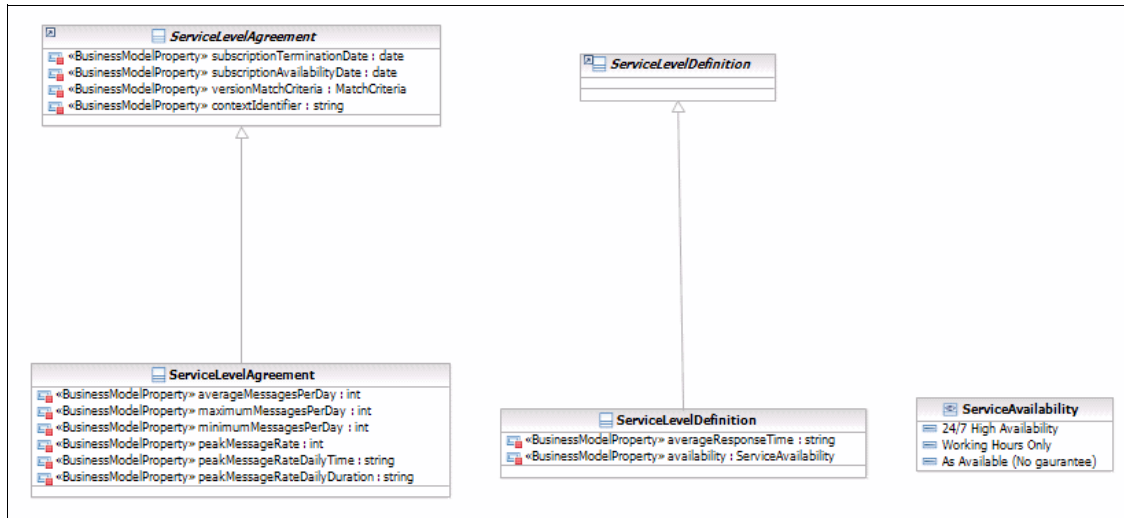 ServiceLevelAgreement
«BusinessModelProperty» subscriptionTerminationDate : date
«BusinessModelProperty» subscriptionAvailabilityDate : date
«BusinessModelProperty» versionMatchCriteria : MatchCriteria
«BusinessModelProperty» contextIdentifier : string
ServiceLevelDefinition
ServiceLevelAgreement
«BusinessModelProperty» averageMessagesPerDay : int
«BusinessModelProperty» maximumMessagesPerDay : int
«BusinessModelProperty» minimumMessagesPerDay : int
«BusinessModelProperty» peakMessageRate : int
«BusinessModelProperty» peakMessageRateDailyTime : string
«BusinessModelProperty» peakMessageRateDailyDuration : string
ServiceLevelDefinition
«BusinessModelProperty» averageResponseTime : string
«BusinessModelProperty» availability : ServiceAvailability
ServiceAvailability
24/7 High Availability
Working Hours Only
As Available (No gaurantee)